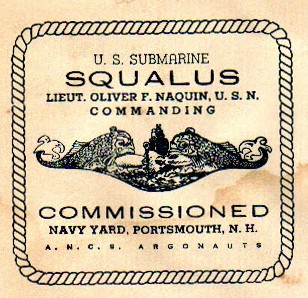 U. S. SUBMARINE
SQUALUS
LIEUT. OLIVER F. NAQUIN, U. S. N.
COMMANDING
COMMISSIONED
NAVY YARD, PORTSMOUTH, N. H.
A. N. C. S. ARGONAUTS